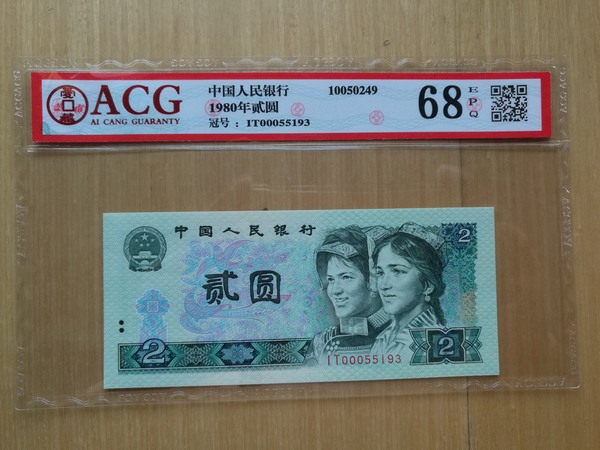 ACG
AI CANG GUARANTY
中国人民银行 10050249
1980年贰圆
冠号：IT00055193
68 EPQ
中国人民银行
2
贰圆
IT00055193
2
2